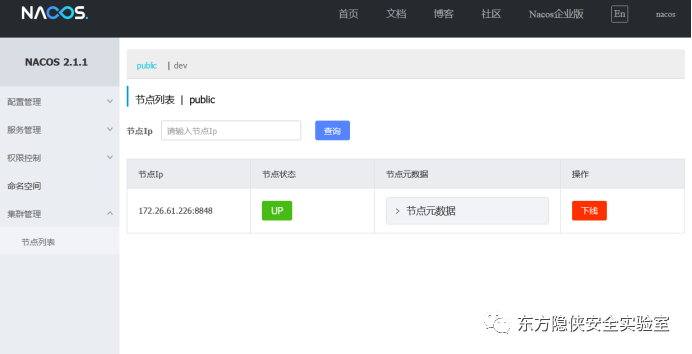 NACOS.
首页 文档 博客 社区 Nacos企业版 En nacos
NACOS 2.1.1
配置管理
服务管理
权限控制
命名空间
集群管理
节点列表
public | dev
节点列表 | public
节点Ip 请输入节点Ip 查询
节点Ip 节点状态 节点元数据 操作
172.26.61.226:8848 UP > 节点元数据 下线
东方隐侠安全实验室